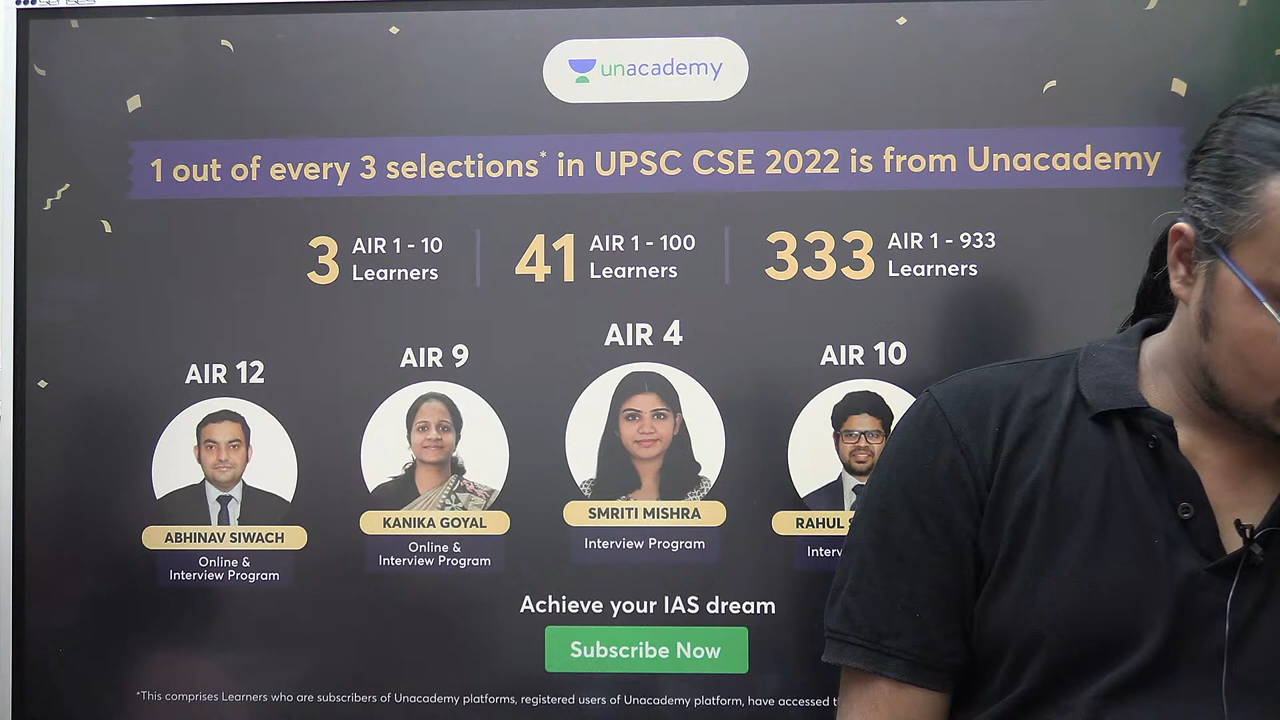 unacademy
1 out of every 3 selections* in UPSC CSE 2022 is from Unacademy
3 AIR 1 - 10 Learners
41 AIR 1 - 100 Learners
333 AIR 1 - 933 Learners
AIR 12
AIR 9
AIR 4
AIR 10
ABHINAV SIWACH
Online &
Interview Program
KANIKA GOYAL
Online &
Interview Program
SMRITI MISHRA
Interview Program
RAHUL
Achieve your IAS dream
Subscribe Now
*This comprises Learners who are subscribers of Unacademy platforms, registered users of Unacademy platform, have accessed